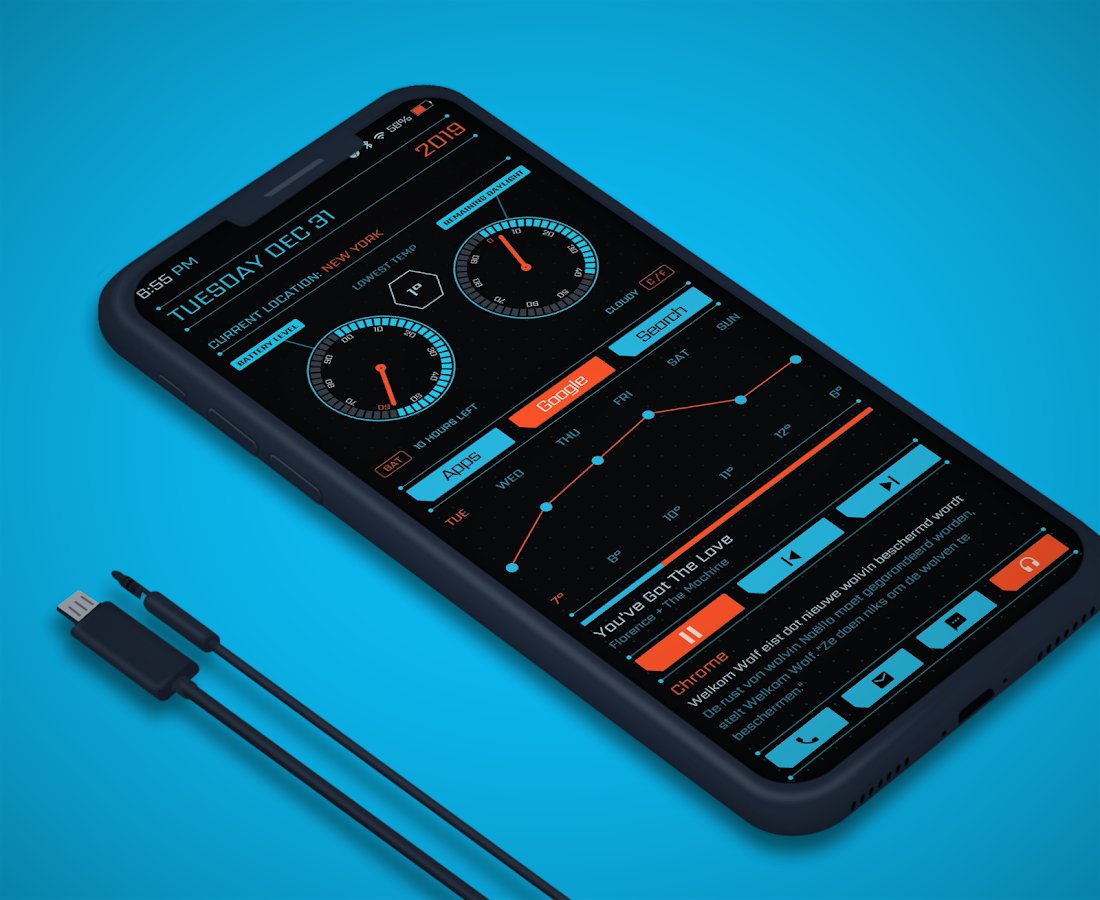 8:55 PM
58%
TUESDAY DEC 31
2019
CURRENT LOCATION: NEW YORK
BATTERY LEVEL
LOWEST TEMP
1°
REMAINING DAYLIGHT
00 10 20 30 40 50 60 70 80 90
0 10 20 30 40 50 60 70 80 90
BAT
10 HOURS LEFT
CLOUDY
C/F
Apps
Google
Search
TUE WED THU FRI SAT SUN
7° 6° 10° 11° 12° 6°
You've Got The Love
Florence + The Machine
Chrome
Welkom Wolf eist dat nieuwe wolvin beschermd wordt
De rust van wolvin Noëlla moet gegarandeerd worden,
stelt Welkom Wolf. "Ze doen niks om de wolven te
beschermen."